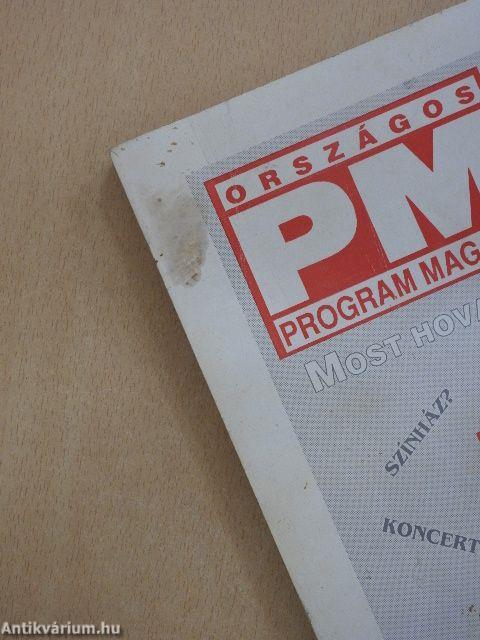 ORSZÁGOS
PM
PROGRAM MAG
MOST HOVA
SZÍNHÁZ?
KONCERT
Antikvárium.hu